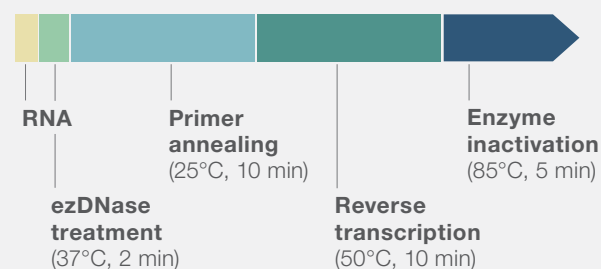 RNA
ezDNase
treatment
(37°C, 2 min)
Primer
annealing
(25°C, 10 min)
Reverse
transcription
(50°C, 10 min)
Enzyme
inactivation
(85°C, 5 min)